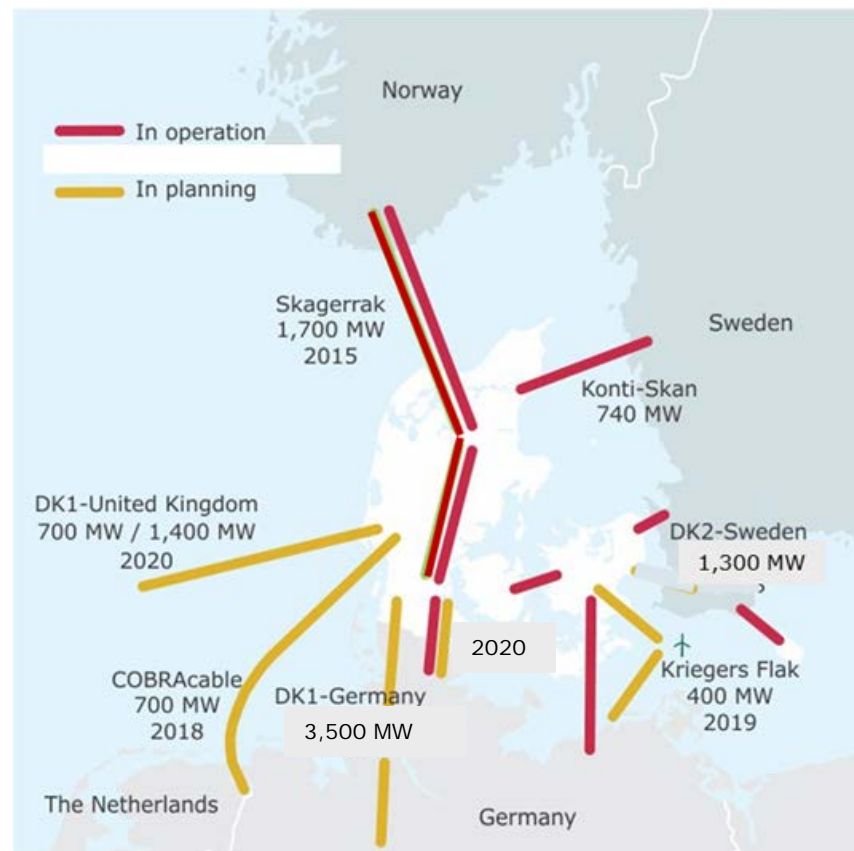 Norway
In operation
In planning
Skagerrak
1,700 MW
2015
Sweden
Konti-Skan
740 MW
DK1-United Kingdom
700 MW / 1,400 MW
2020
DK2-Sweden
1,300 MW
2020
COBRAcable
700 MW
2018
DK1-Germany
3,500 MW
Kriegers Flak
400 MW
2019
The Netherlands
Germany